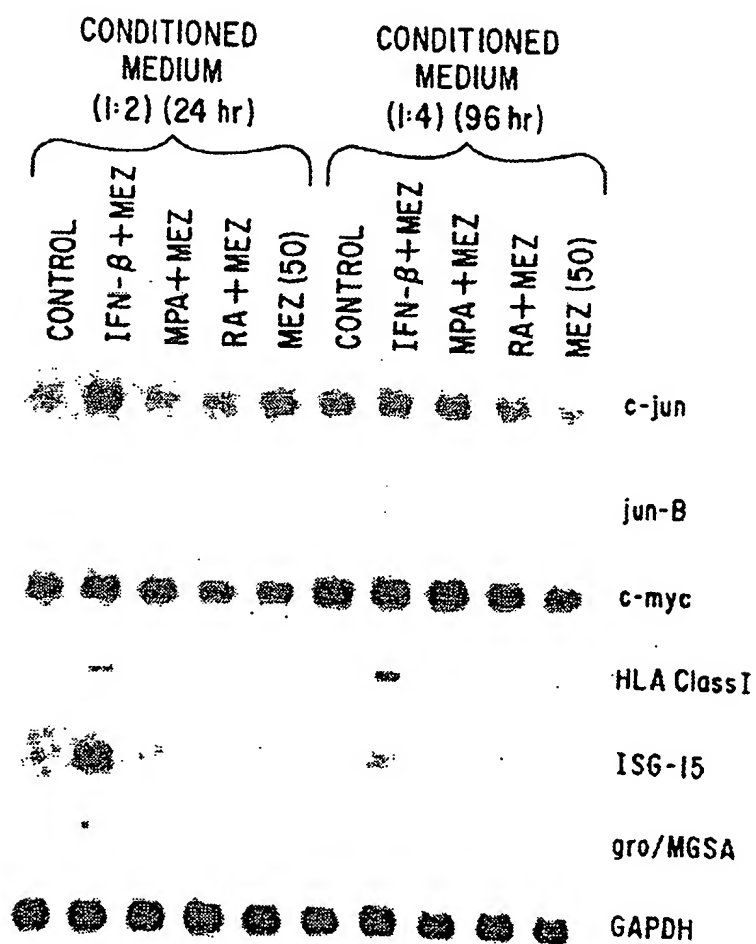 CONDITIONED
MEDIUM
(1:2) (24 hr)
CONDITIONED
MEDIUM
(1:4) (96 hr)
CONTROL
IFN-β+MEZ
MPA+MEZ
RA+MEZ
MEZ (50)
CONTROL
IFN-β+MEZ
MPA+MEZ
RA+MEZ
MEZ (50)
c-jun
jun-B
c-myc
HLA Class I
ISG-15
gro/MGSA
GAPDH